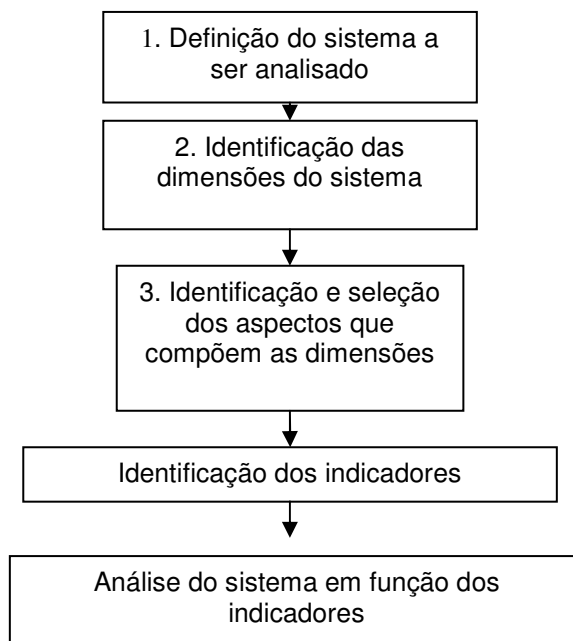 1. Definição do sistema a
ser analisado
2. Identificação das
dimensões do sistema
3. Identificação e seleção
dos aspectos que
compõem as dimensões
Identificação dos indicadores
Análise do sistema em função dos
indicadores